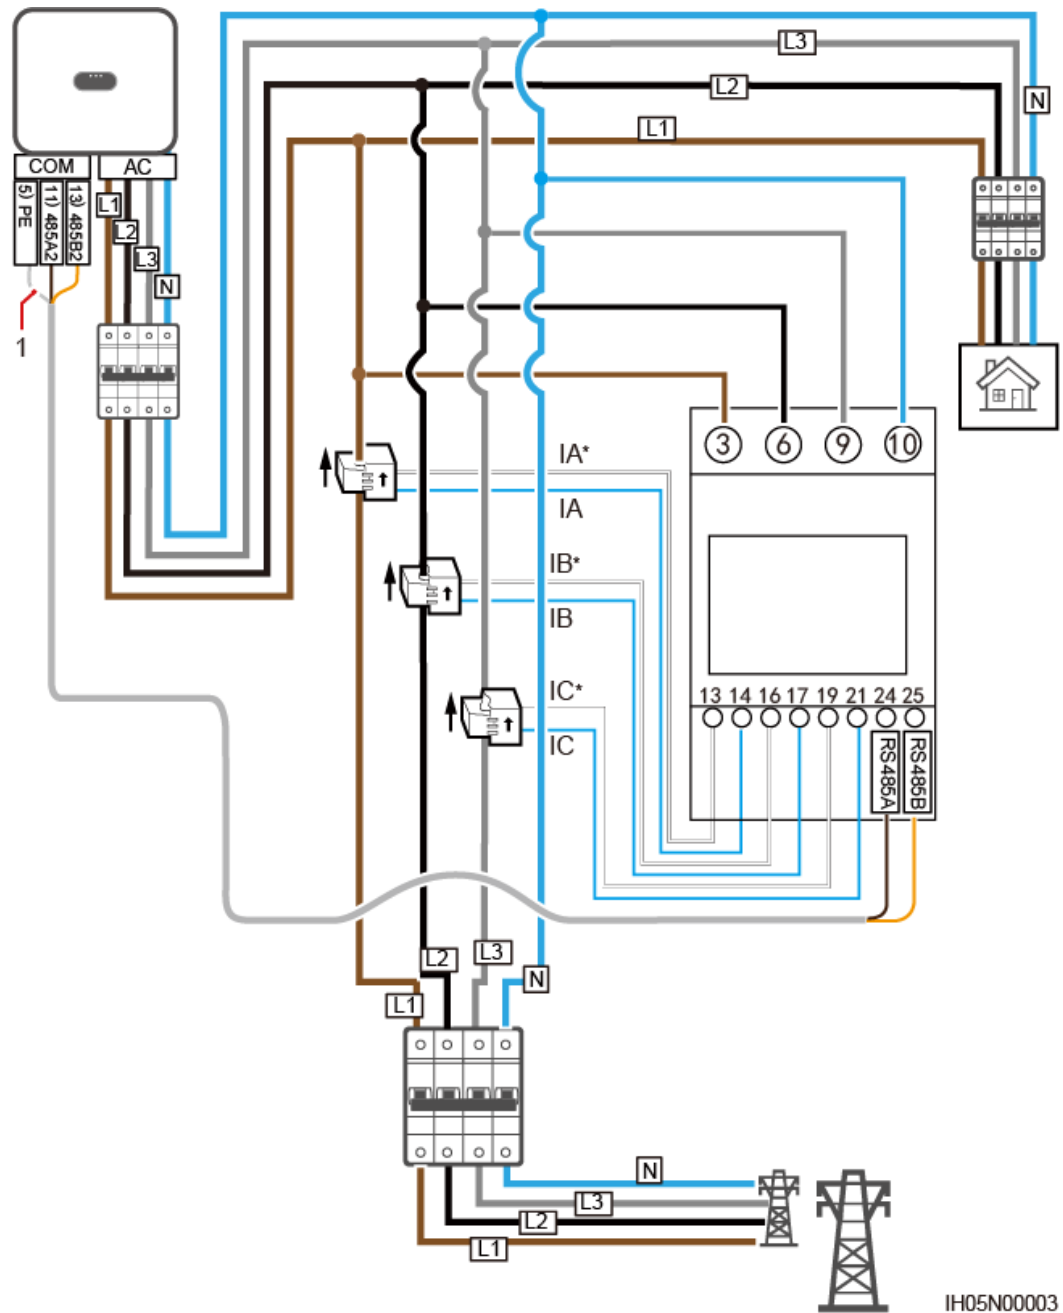 L3
L2
N
L1
COM
AC
5) PE
11) 485A2
13) 485B2
L1
L2
L3
N
1
3
6
9
10
IA*
IA
IB*
IB
IC*
IC
13 14 16 17 19 21 24 25
RS485A
RS485B
L2
L3
N
L1
N
L3
L2
L1
IH05N00003